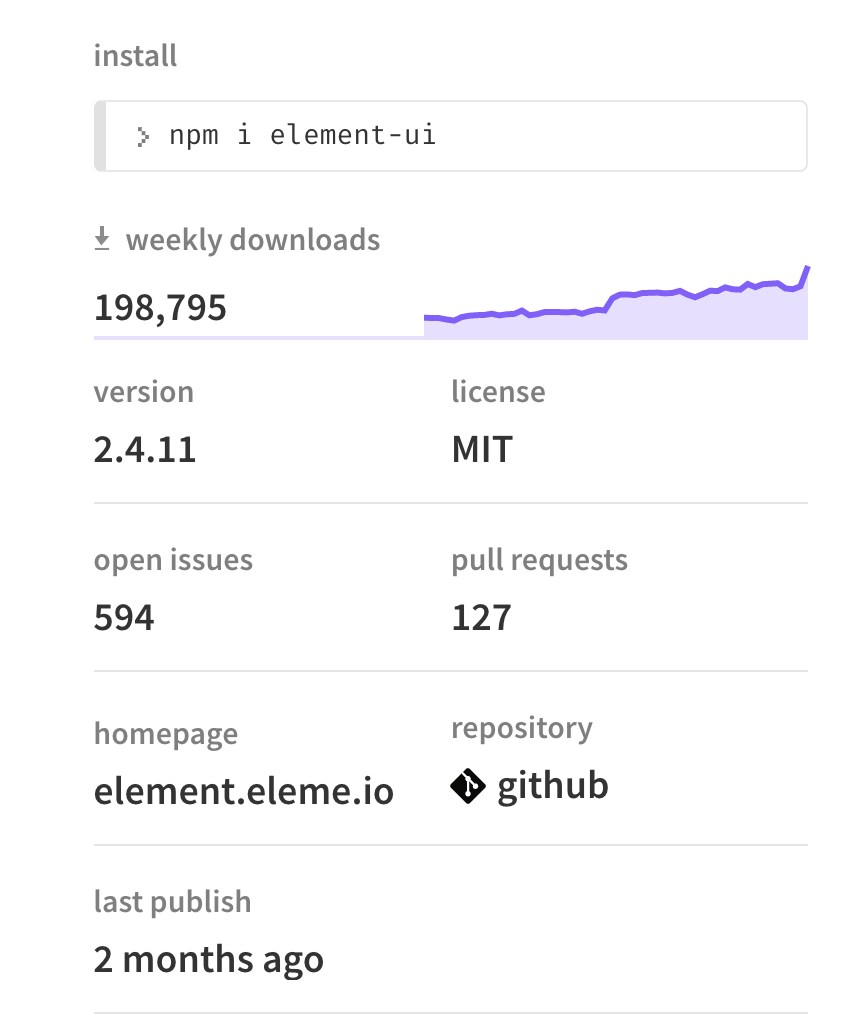 install
npm i element-ui
weekly downloads
198,795
version
license
2.4.11
MIT
open issues
pull requests
594
127
homepage
repository
element.eleme.io
github
last publish
2 months ago